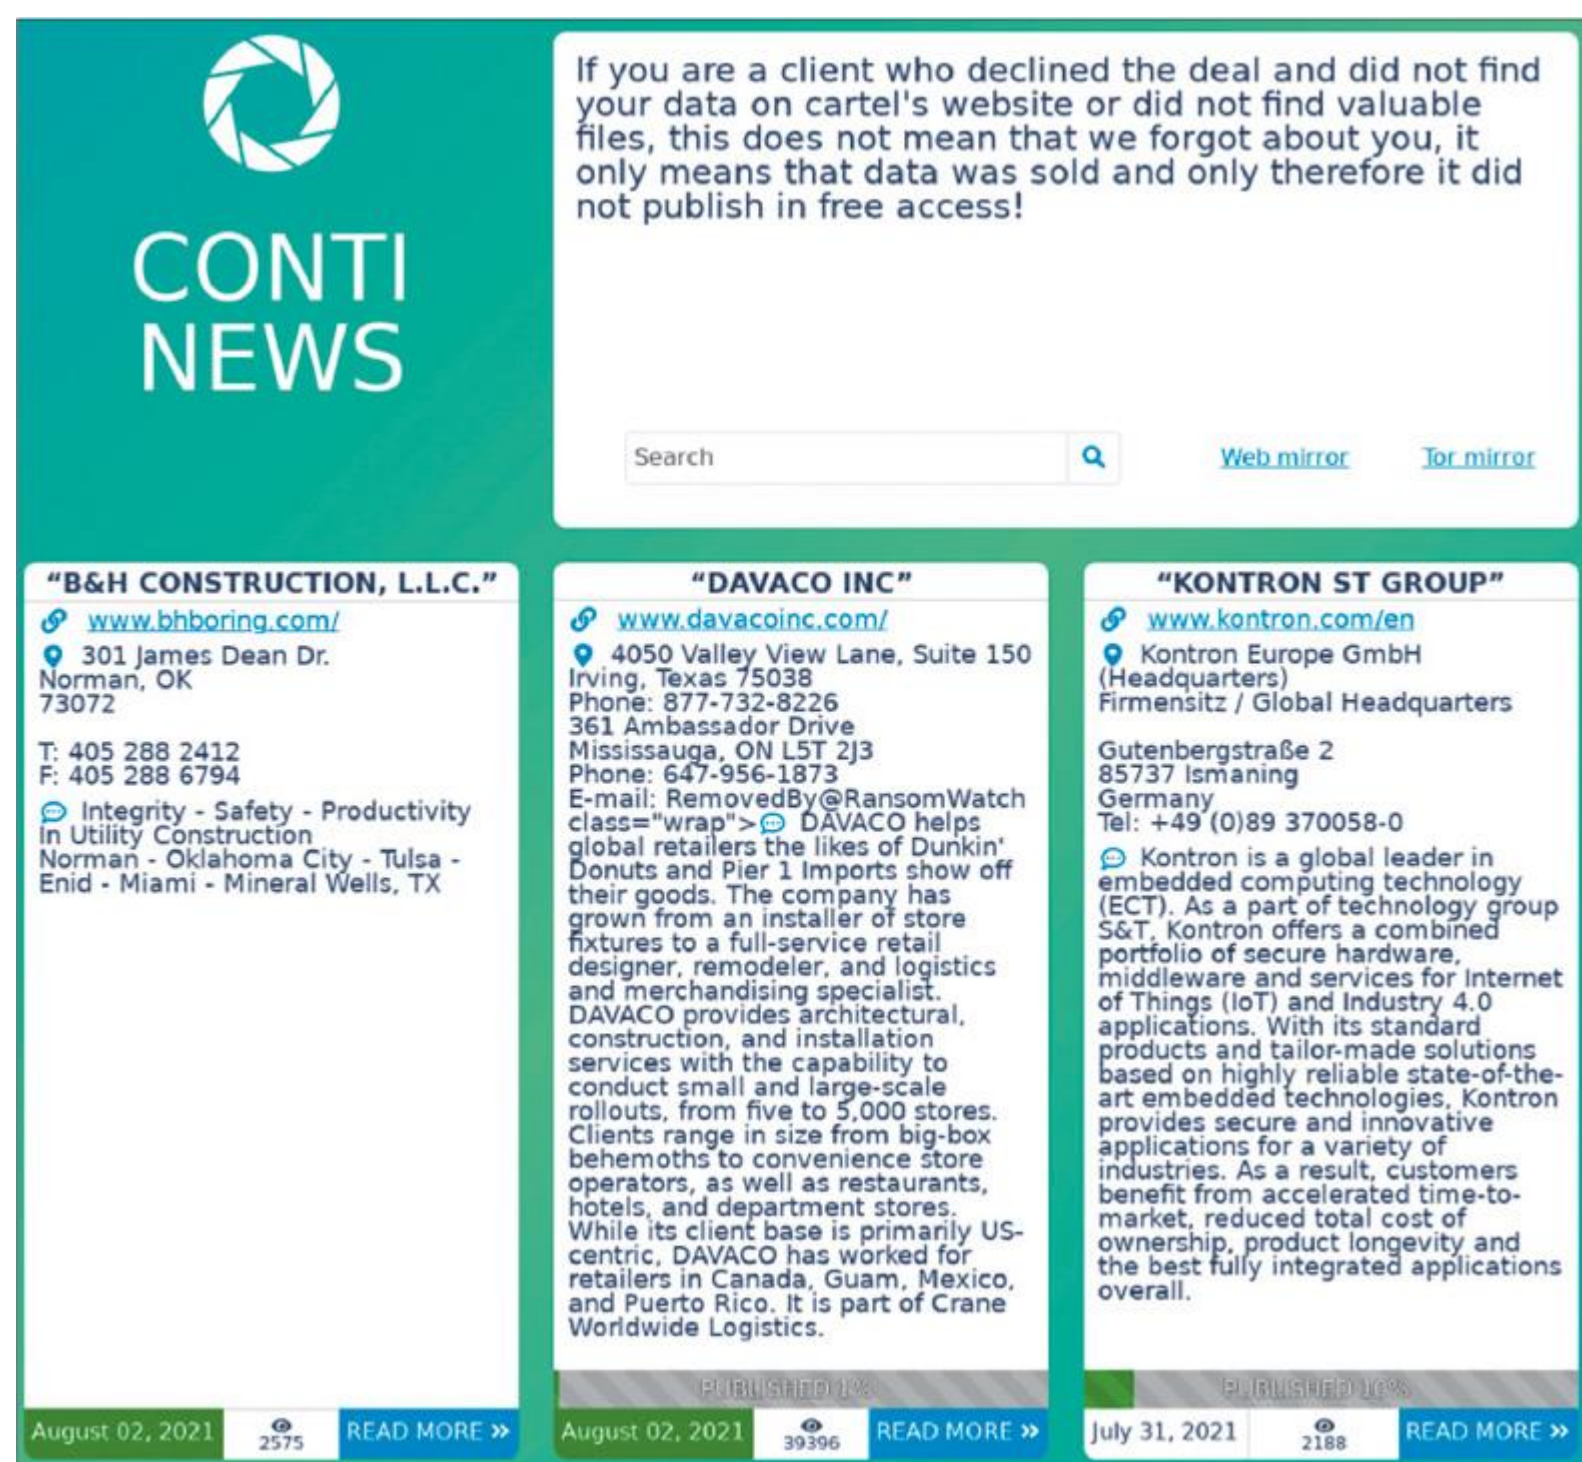 CONTI
NEWS
If you are a client who declined the deal and did not find
your data on cartel's website or did not find valuable
files, this does not mean that we forgot about you, it
only means that data was sold and only therefore it did
not publish in free access!
Search
Web mirror
Tor mirror
“B&H CONSTRUCTION, L.L.C.”
www.bhboring.com/
301 James Dean Dr.
Norman, OK
73072
T: 405 288 2412
F: 405 288 6794
Integrity - Safety - Productivity
In Utility Construction
Norman - Oklahoma City - Tulsa -
Enid - Miami - Mineral Wells, TX
August 02, 2021
2575
READ MORE »
“DAVACO INC”
www.davacoinc.com/
4050 Valley View Lane, Suite 150
Irving, Texas 75038
Phone: 877-732-8226
361 Ambassador Drive
Mississauga, ON L5T 2J3
Phone: 647-956-1873
E-mail: RemovedBy@RansomWatch
class="wrap"> DAVACO helps
global retailers the likes of Dunkin'
Donuts and Pier 1 Imports show off
their goods. The company has
grown from an installer of store
fixtures to a full-service retail
designer, remodeler, and logistics
and merchandising specialist.
DAVACO provides architectural,
construction, and installation
services with the capability to
conduct small and large-scale
rollouts, from five to 5,000 stores.
Clients range in size from big-box
behemoths to convenience store
operators, as well as restaurants,
hotels, and department stores.
While its client base is primarily US-
centric, DAVACO has worked for
retailers in Canada, Guam, Mexico,
and Puerto Rico. It is part of Crane
Worldwide Logistics.
PUBLISHED 1%
August 02, 2021
39396
READ MORE »
“KONTRON ST GROUP”
www.kontron.com/en
Kontron Europe GmbH
(Headquarters)
Firmensitz / Global Headquarters
Gutenbergstraße 2
85737 Ismaning
Germany
Tel: +49 (0)89 370058-0
Kontron is a global leader in
embedded computing technology
(ECT). As a part of technology group
S&T, Kontron offers a combined
portfolio of secure hardware,
middleware and services for Internet
of Things (IoT) and Industry 4.0
applications. With its standard
products and tailor-made solutions
based on highly reliable state-of-the-
art embedded technologies, Kontron
provides secure and innovative
applications for a variety of
industries. As a result, customers
benefit from accelerated time-to-
market, reduced total cost of
ownership, product longevity and
the best fully integrated applications
overall.
PUBLISHED 10%
July 31, 2021
2188
READ MORE »